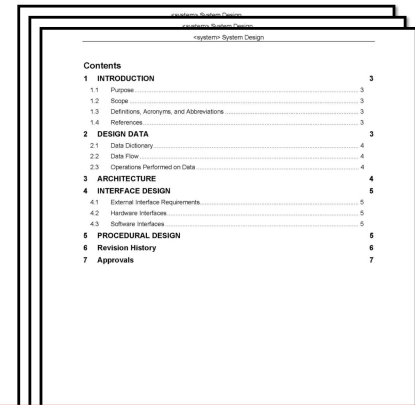 <system> System Design
<system> System Design
<system> System Design
Contents
1 INTRODUCTION 3
1.1 Purpose 3
1.2 Scope 3
1.3 Definitions, Acronyms, and Abbreviations 3
1.4 References 3
2 DESIGN DATA 3
2.1 Data Dictionary 4
2.2 Data Flow 4
2.3 Operations Performed on Data 4
3 ARCHITECTURE 4
4 INTERFACE DESIGN 5
4.1 External Interface Requirements 5
4.2 Hardware Interfaces 5
4.3 Software Interfaces 5
5 PROCEDURAL DESIGN 5
6 Revision History 6
7 Approvals 7